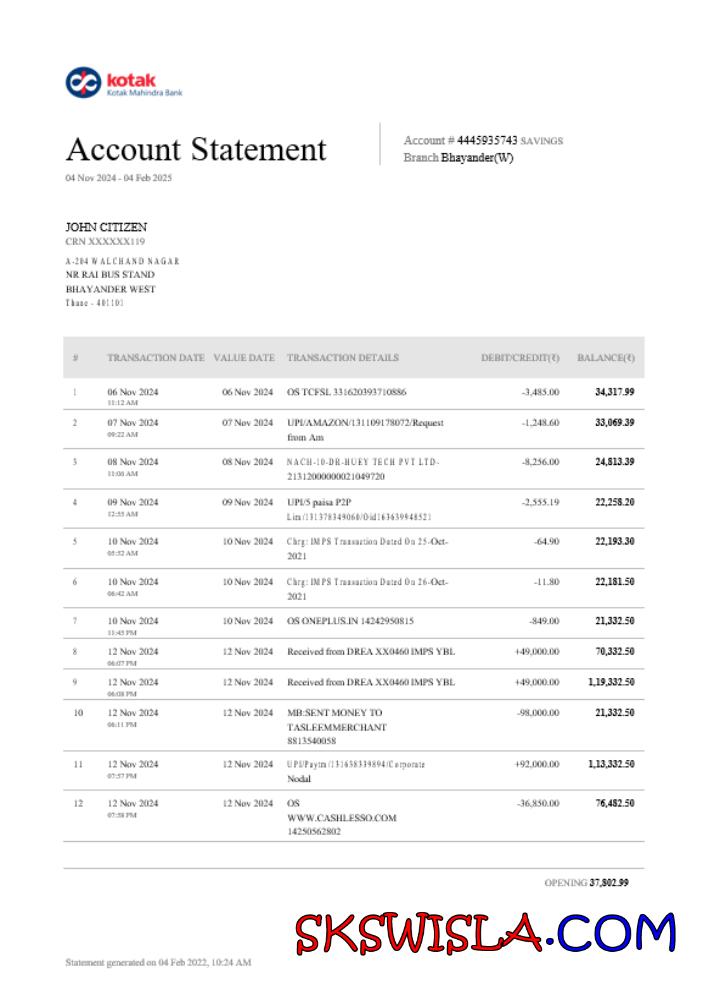 kotak
Kotak Mahindra Bank
Account Statement
04 Nov 2024 - 04 Feb 2025
Account # 4445935743 SAVINGS
Branch Bhayander(W)
JOHN CITIZEN
CRN XXXXXX119
A-204 WALCHAND NAGAR
NR RAI BUS STAND
BHAYANDER WEST
Thane - 401101
# TRANSACTION DATE VALUE DATE TRANSACTION DETAILS DEBIT/CREDIT(₹) BALANCE(₹)
1 06 Nov 2024 06 Nov 2024 OS TCFSL 331620393710886 -3,485.00 34,317.99
11:12 AM
2 07 Nov 2024 07 Nov 2024 UPI/AMAZON/131109178072/Request -1,248.60 33,069.39
09:22 AM from Am
3 08 Nov 2024 08 Nov 2024 NACH-10-DR-HUEY TECH PVT LTD- -8,256.00 24,813.39
11:06 AM 21312000000021049720
4 09 Nov 2024 09 Nov 2024 UPI/5 paisa P2P -2,555.19 22,258.20
12:55 AM Lim/131378349060/Oid163639948521
5 10 Nov 2024 10 Nov 2024 Chrg: IMPS Transaction Dated On 25-Oct- -64.90 22,193.30
05:52 AM 2021
6 10 Nov 2024 10 Nov 2024 Chrg: IMPS Transaction Dated On 26-Oct- -11.80 22,181.50
06:42 AM 2021
7 10 Nov 2024 10 Nov 2024 OS ONEPLUS.IN 14242950815 -849.00 21,332.50
11:45 PM
8 12 Nov 2024 12 Nov 2024 Received from DREA XX0460 IMPS YBL +49,000.00 70,332.50
06:07 PM
9 12 Nov 2024 12 Nov 2024 Received from DREA XX0460 IMPS YBL +49,000.00 1,19,332.50
06:08 PM
10 12 Nov 2024 12 Nov 2024 MB:SENT MONEY TO -98,000.00 21,332.50
06:11 PM TASLEEMMERCHANT
8813540058
11 12 Nov 2024 12 Nov 2024 UPI/Paytm/131638339894/Corporate +92,000.00 1,13,332.50
07:57 PM Nodal
12 12 Nov 2024 12 Nov 2024 OS -36,850.00 76,482.50
07:58 PM WWW.CASHLESSO.COM
14250562802
OPENING 37,802.99
SKSWISLA.COM
Statement generated on 04 Feb 2022, 10:24 AM